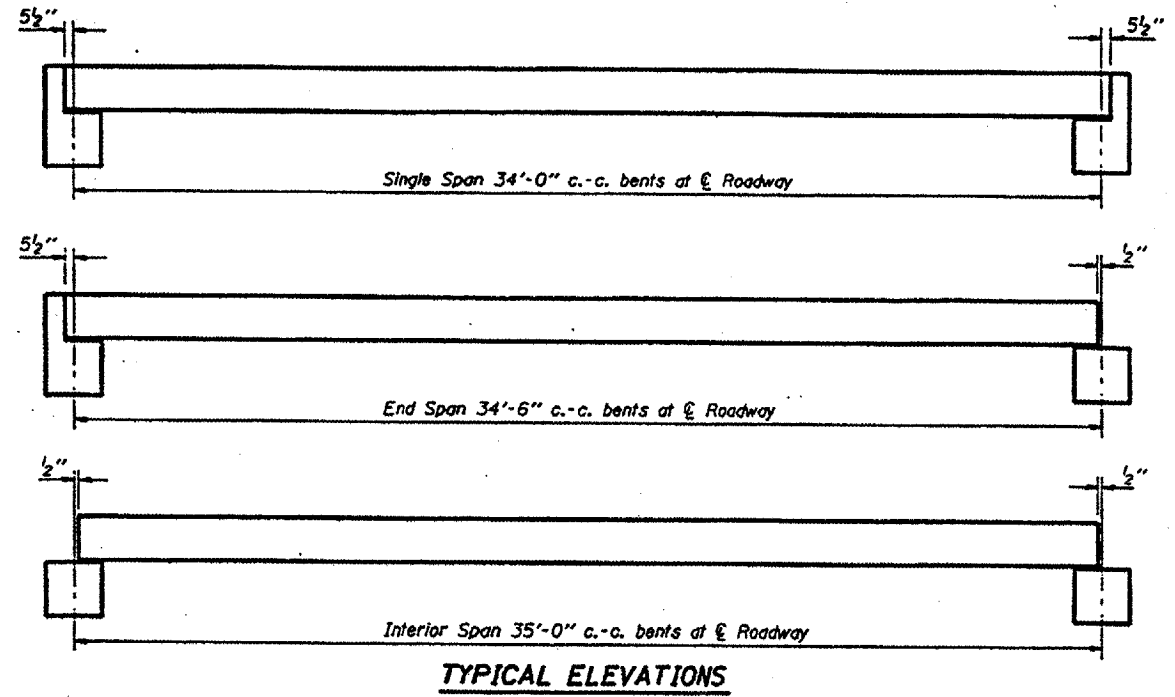 5½" 5½"
Single Span 34'-0" c.-c. bents at ℄ Roadway
5½" ½"
End Span 34'-6" c.-c. bents at ℄ Roadway
½" ½"
Interior Span 35'-0" c.-c. bents at ℄ Roadway
TYPICAL ELEVATIONS